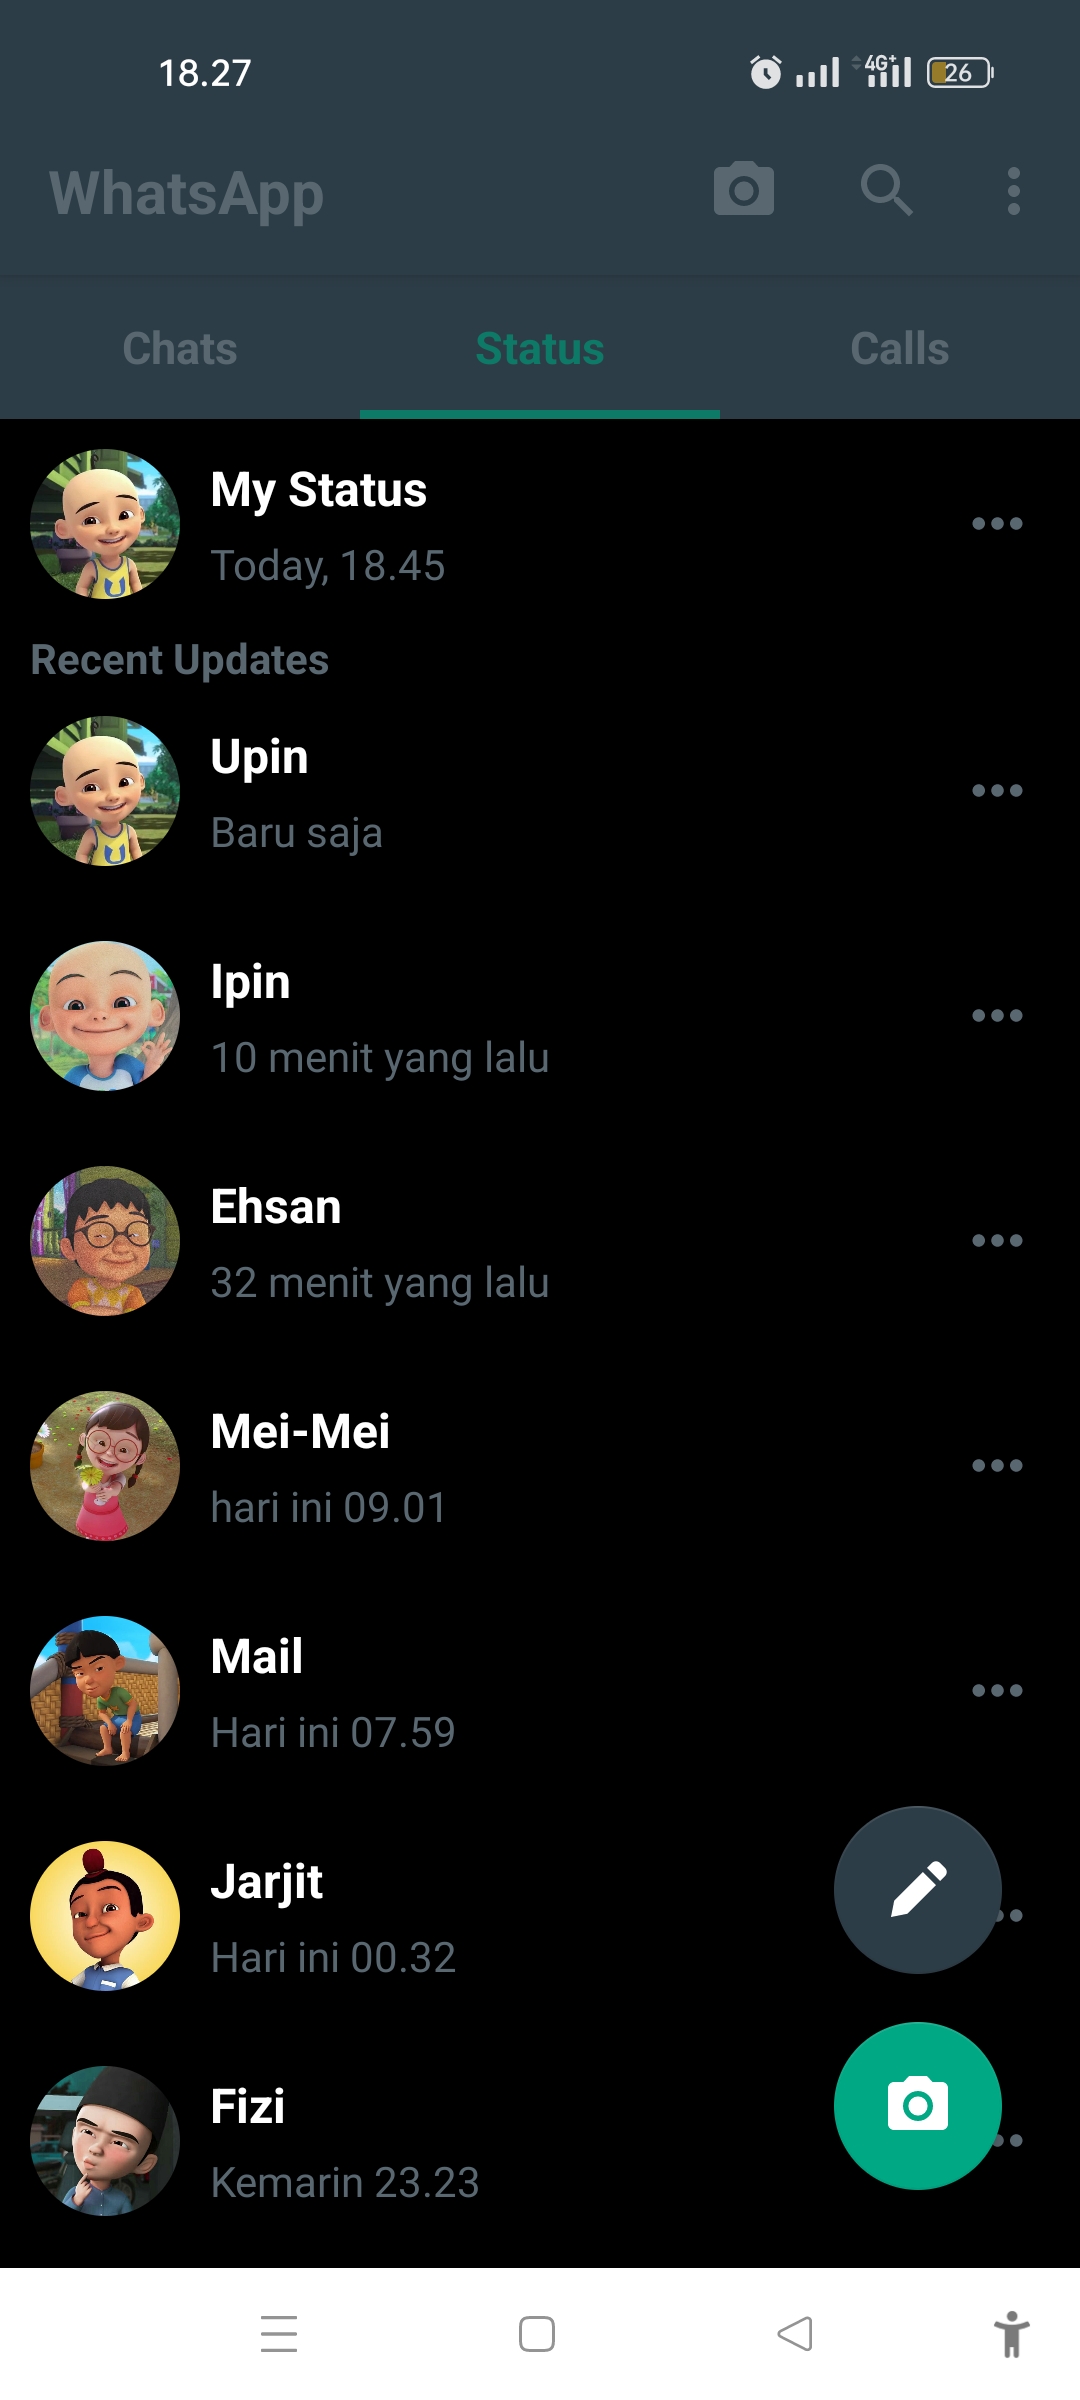 18.27
4G+
26
WhatsApp
Chats Status Calls
My Status
Today, 18.45
Recent Updates
Upin
Baru saja
Ipin
10 menit yang lalu
Ehsan
32 menit yang lalu
Mei-Mei
hari ini 09.01
Mail
Hari ini 07.59
Jarjit
Hari ini 00.32
Fizi
Kemarin 23.23